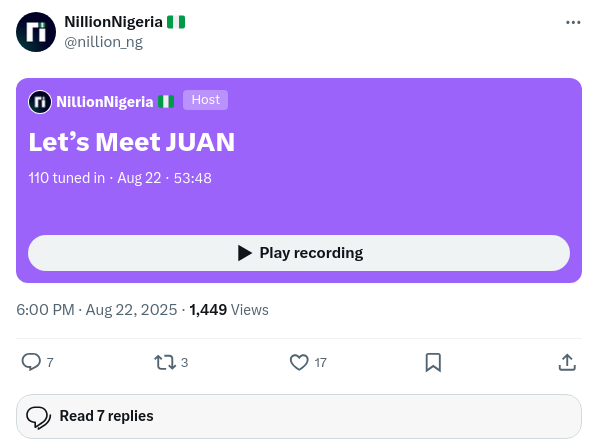 NillionNigeria 🇳🇬
@nillion_ng
NillionNigeria 🇳🇬 Host
Let’s Meet JUAN
110 tuned in · Aug 22 · 53:48
Play recording
6:00 PM · Aug 22, 2025 · 1,449 Views
7 3 17
Read 7 replies